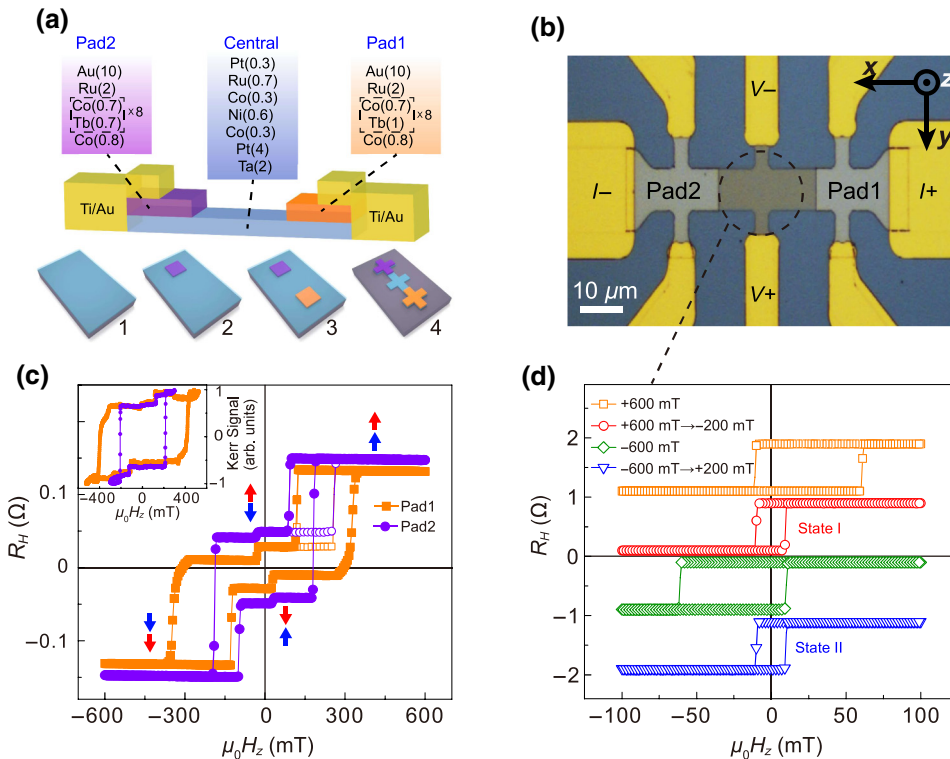 (a)
Pad2
Central
Pad1
Au(10)
Ru(2)
Co(0.7)
Tb(0.7)
×8
Co(0.8)
Pt(0.3)
Ru(0.7)
Co(0.3)
Ni(0.6)
Co(0.3)
Pt(4)
Ta(2)
Au(10)
Ru(2)
Co(0.7)
Tb(1)
×8
Co(0.8)
Ti/Au
Ti/Au
1
2
3
4
(b)
V−
x
z
y
I−
Pad2
Pad1
I+
V+
10 µm
(c)
1
0
−1
Kerr Signal
(arb. units)
−500
0
400
µ0Hz (mT)
Pad1
Pad2
0.1
0
−0.1
RH (Ω)
−600
−300
0
300
600
µ0Hz (mT)
(d)
+600 mT
+600 mT→−200 mT
−600 mT
−600 mT→+200 mT
State I
State II
2
1
0
−1
−2
RH (Ω)
−100
−50
0
50
100
µ0Hz (mT)